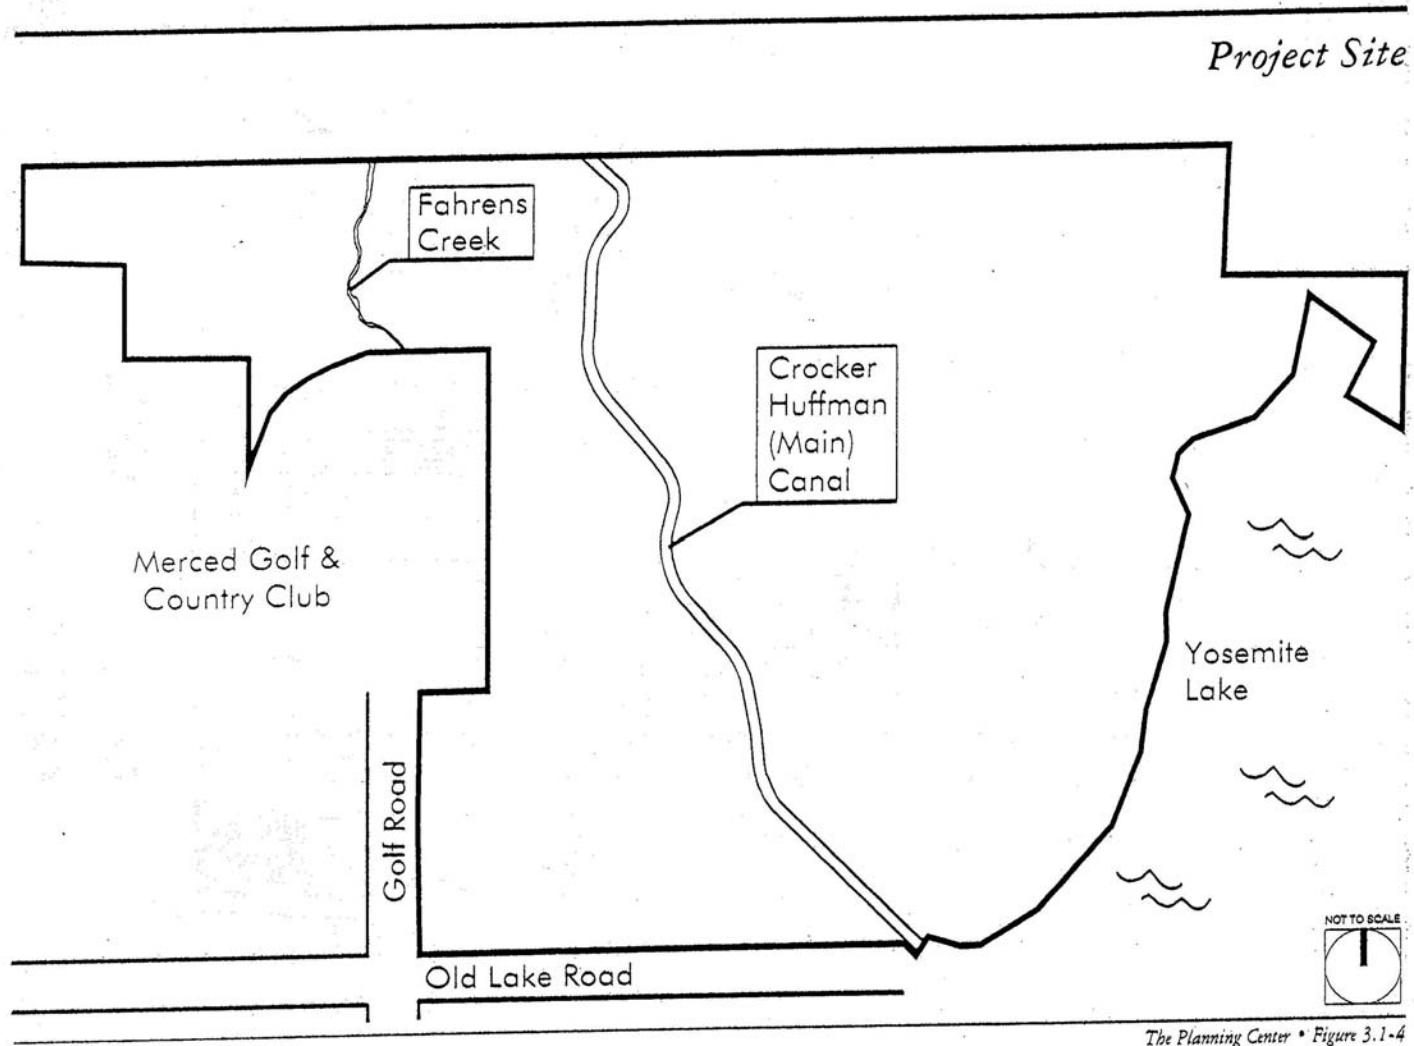 Project Site
Fahrens
Creek
Crocker
Huffman
(Main)
Canal
Merced Golf &
Country Club
Yosemite
Lake
Golf Road
Old Lake Road
NOT TO SCALE
The Planning Center • Figure 3.1-4